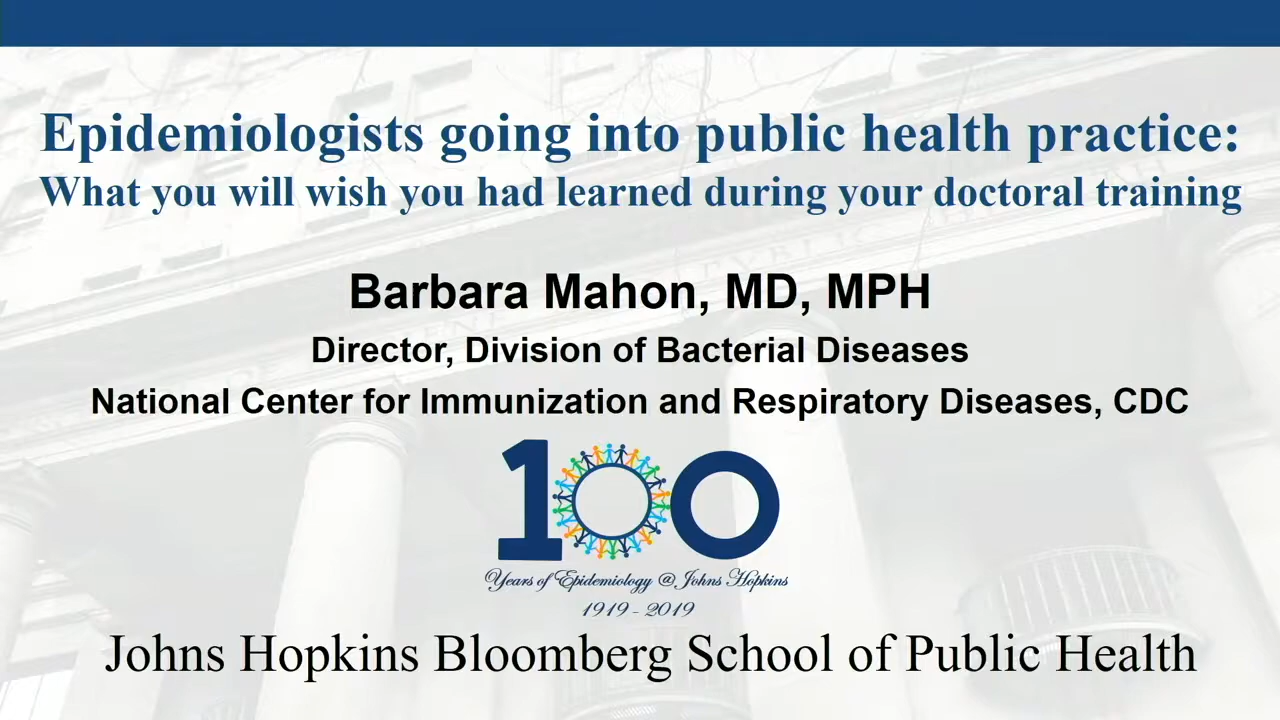 Epidemiologists going into public health practice:
What you will wish you had learned during your doctoral training
Barbara Mahon, MD, MPH
Director, Division of Bacterial Diseases
National Center for Immunization and Respiratory Diseases, CDC
100
Years of Epidemiology @ Johns Hopkins
1919 - 2019
Johns Hopkins Bloomberg School of Public Health